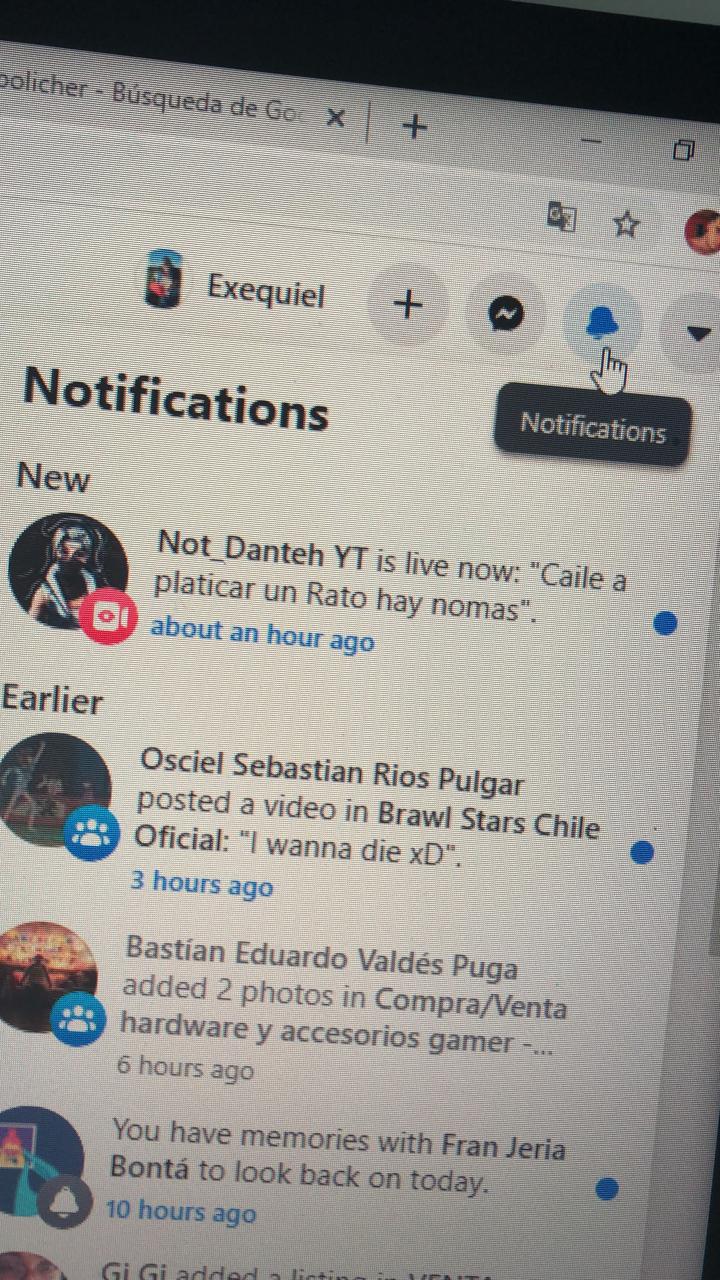 policher - Búsqueda de Go
Exequiel
Notifications
Notifications
New
Not_Danteh YT is live now: "Caile a
platicar un Rato hay nomas".
about an hour ago
Earlier
Osciel Sebastian Rios Pulgar
posted a video in Brawl Stars Chile
Oficial: "I wanna die xD".
3 hours ago
Bastían Eduardo Valdés Puga
added 2 photos in Compra/Venta
hardware y accesorios gamer -...
6 hours ago
You have memories with Fran Jeria
Bontá to look back on today.
10 hours ago
Gi Gi added a listing in VENTA